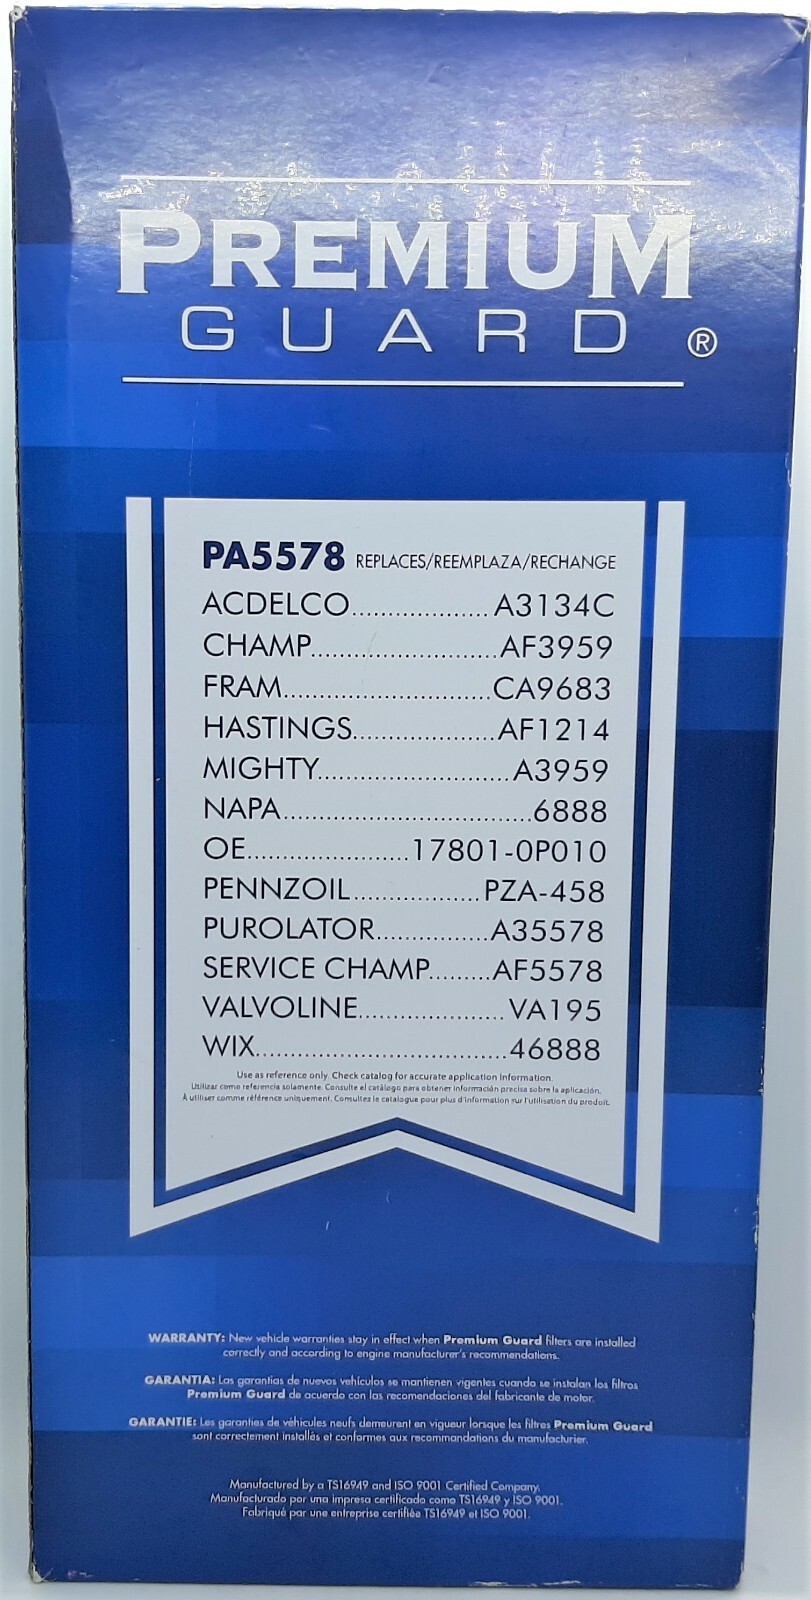 PREMIUM
GUARD ®
PA5578 REPLACES/REEMPLAZA/RECHANGE
ACDELCO................... A3134C
CHAMP..........................AF3959
FRAM.............................CA9683
HASTINGS....................AF1214
MIGHTY...........................A3959
NAPA...................................6888
OE.......................17801-0P010
PENNZOIL..................PZA-458
PUROLATOR................A35578
SERVICE CHAMP.........AF5578
VALVOLINE.....................VA195
WIX...................................46888
Use as reference only. Check catalog for accurate application information.
Utilizar como referencia solamente. Consulte el catálogo para obtener información precisa sobre la aplicación.
À utiliser comme référence uniquement. Consultez le catalogue pour plus d'information sur l'utilisation du produit.
WARRANTY: New vehicle warranties stay in effect when Premium Guard filters are installed
correctly and according to engine manufacturer's recommendations.
GARANTIA: Las garantías de nuevos vehículos se mantienen vigentes cuando se instalan los filtros
Premium Guard de acuerdo con las recomendaciones del fabricante de motor.
GARANTIE: Les garanties de véhicules neufs demeurent en vigueur lorsque les filtres Premium Guard
sont correctement installés et conformes aux recommandations du manufacturier.
Manufactured by a TS16949 and ISO 9001 Certified Company.
Manufacturado por una impresa certificada como TS16949 y ISO 9001.
Fabriqué par une entreprise certifiée TS16949 et ISO 9001.